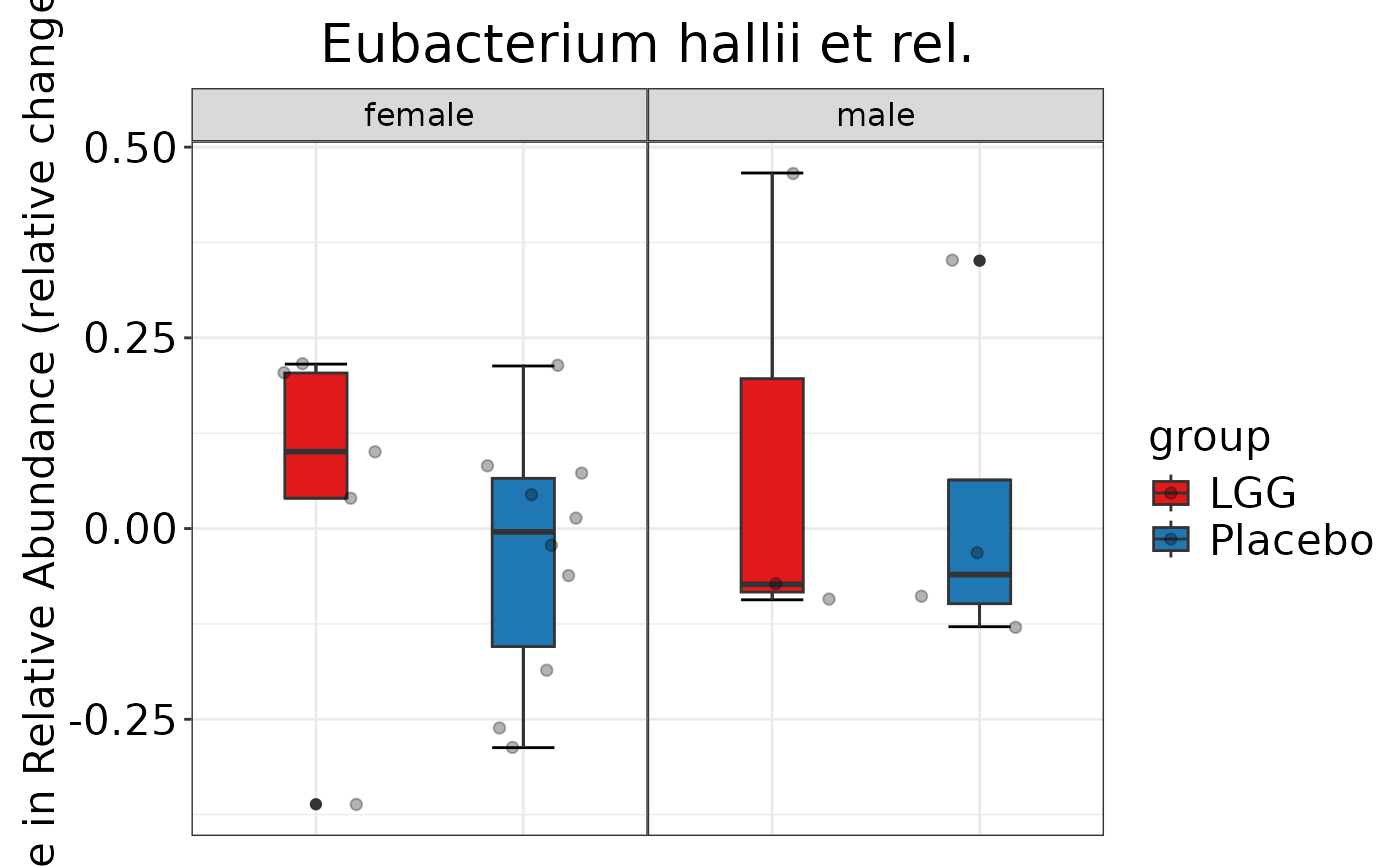 Eubacterium hallii et rel.
female
male
e in Relative Abundance (relative change
0.50
0.25
0.00
-0.25
group
LGG
Placebo